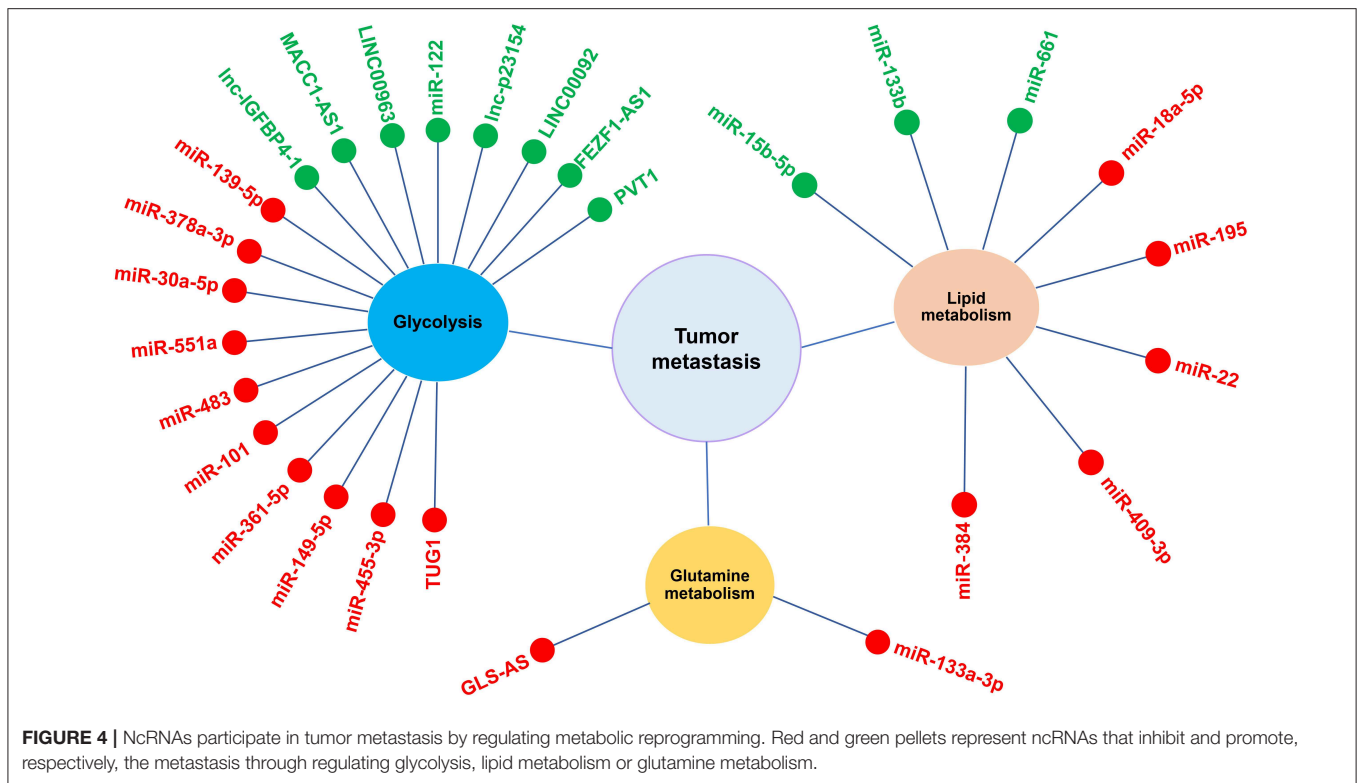 lnc-IGFBP4-1
MACC1-AS1
LINC00963
miR-122
lnc-p23154
LINC00092
FEZF1-AS1
PVT1
miR-139-5p
miR-378a-3p
miR-30a-5p
miR-551a
miR-483
miR-101
miR-361-5p
miR-149-5p
miR-455-3p
TUG1
Glycolysis
Tumor
metastasis
miR-15b-5p
miR-133b
miR-661
miR-18a-5p
miR-195
miR-22
miR-409-3p
miR-384
Lipid
metabolism
Glutamine
metabolism
GLS-AS
miR-133a-3p
FIGURE 4 | NcRNAs participate in tumor metastasis by regulating metabolic reprogramming. Red and green pellets represent ncRNAs that inhibit and promote,
respectively, the metastasis through regulating glycolysis, lipid metabolism or glutamine metabolism.